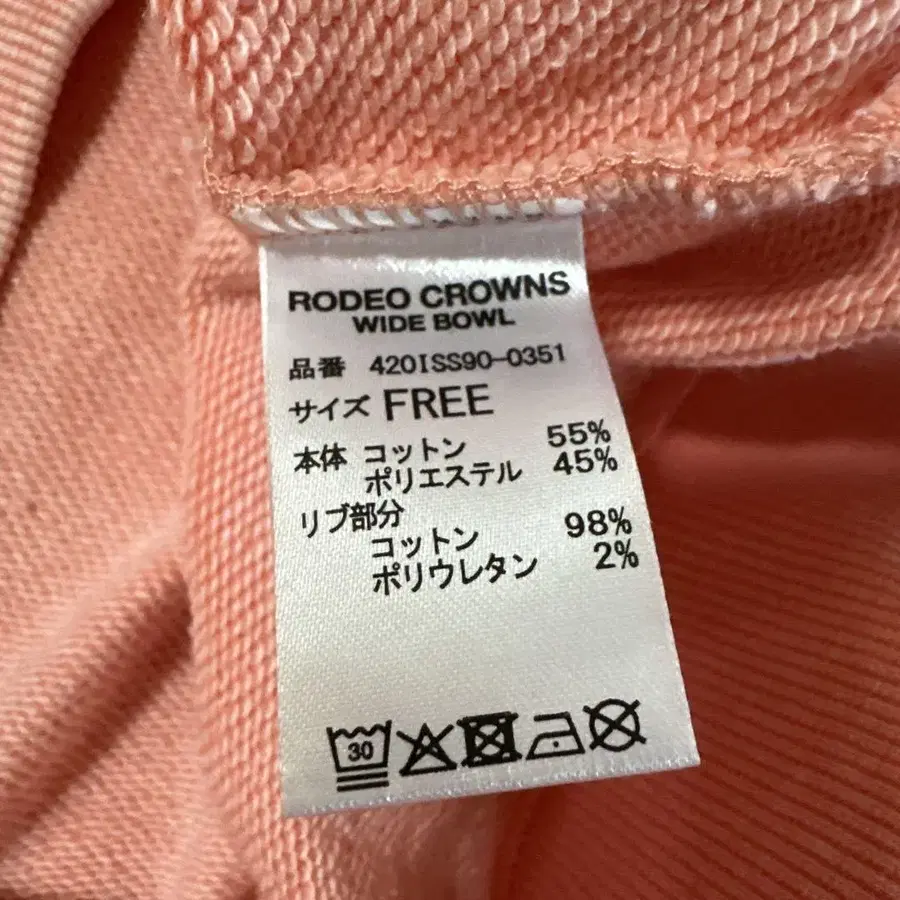 RODEO CROWNS
WIDE BOWL
品番 420ISS90-0351
サイズ FREE
本体 コットン 55%
ポリエステル 45%
リブ部分
コットン 98%
ポリウレタン 2%
30